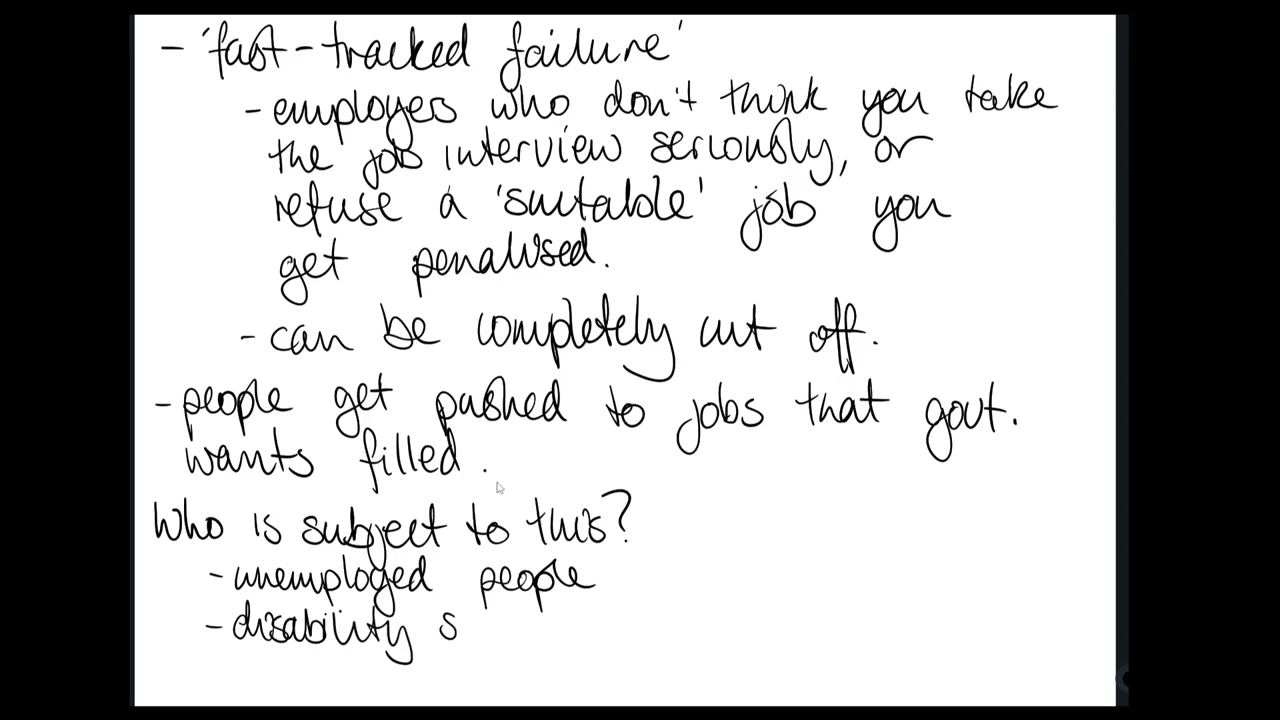 - 'fast-tracked failure'
- employers who don't think you take
the job interview seriously, or
refuse a 'suitable' job you
get penalised.
- can be completely cut off.
- people get pushed to jobs that govt.
wants filled.
Who is subject to this?
- unemployed people
- disability s